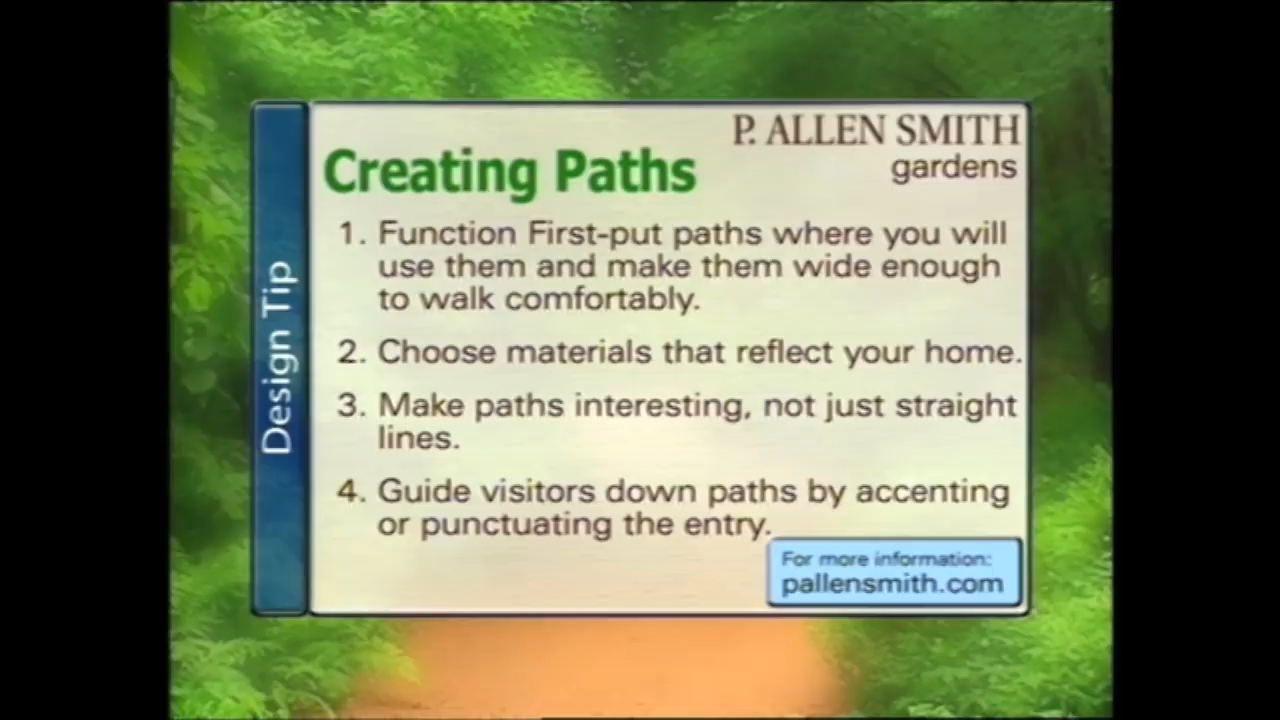 P. ALLEN SMITH
gardens
Creating Paths
Design Tip
1. Function First-put paths where you will
use them and make them wide enough
to walk comfortably.
2. Choose materials that reflect your home.
3. Make paths interesting, not just straight
lines.
4. Guide visitors down paths by accenting
or punctuating the entry.
For more information:
pallensmith.com